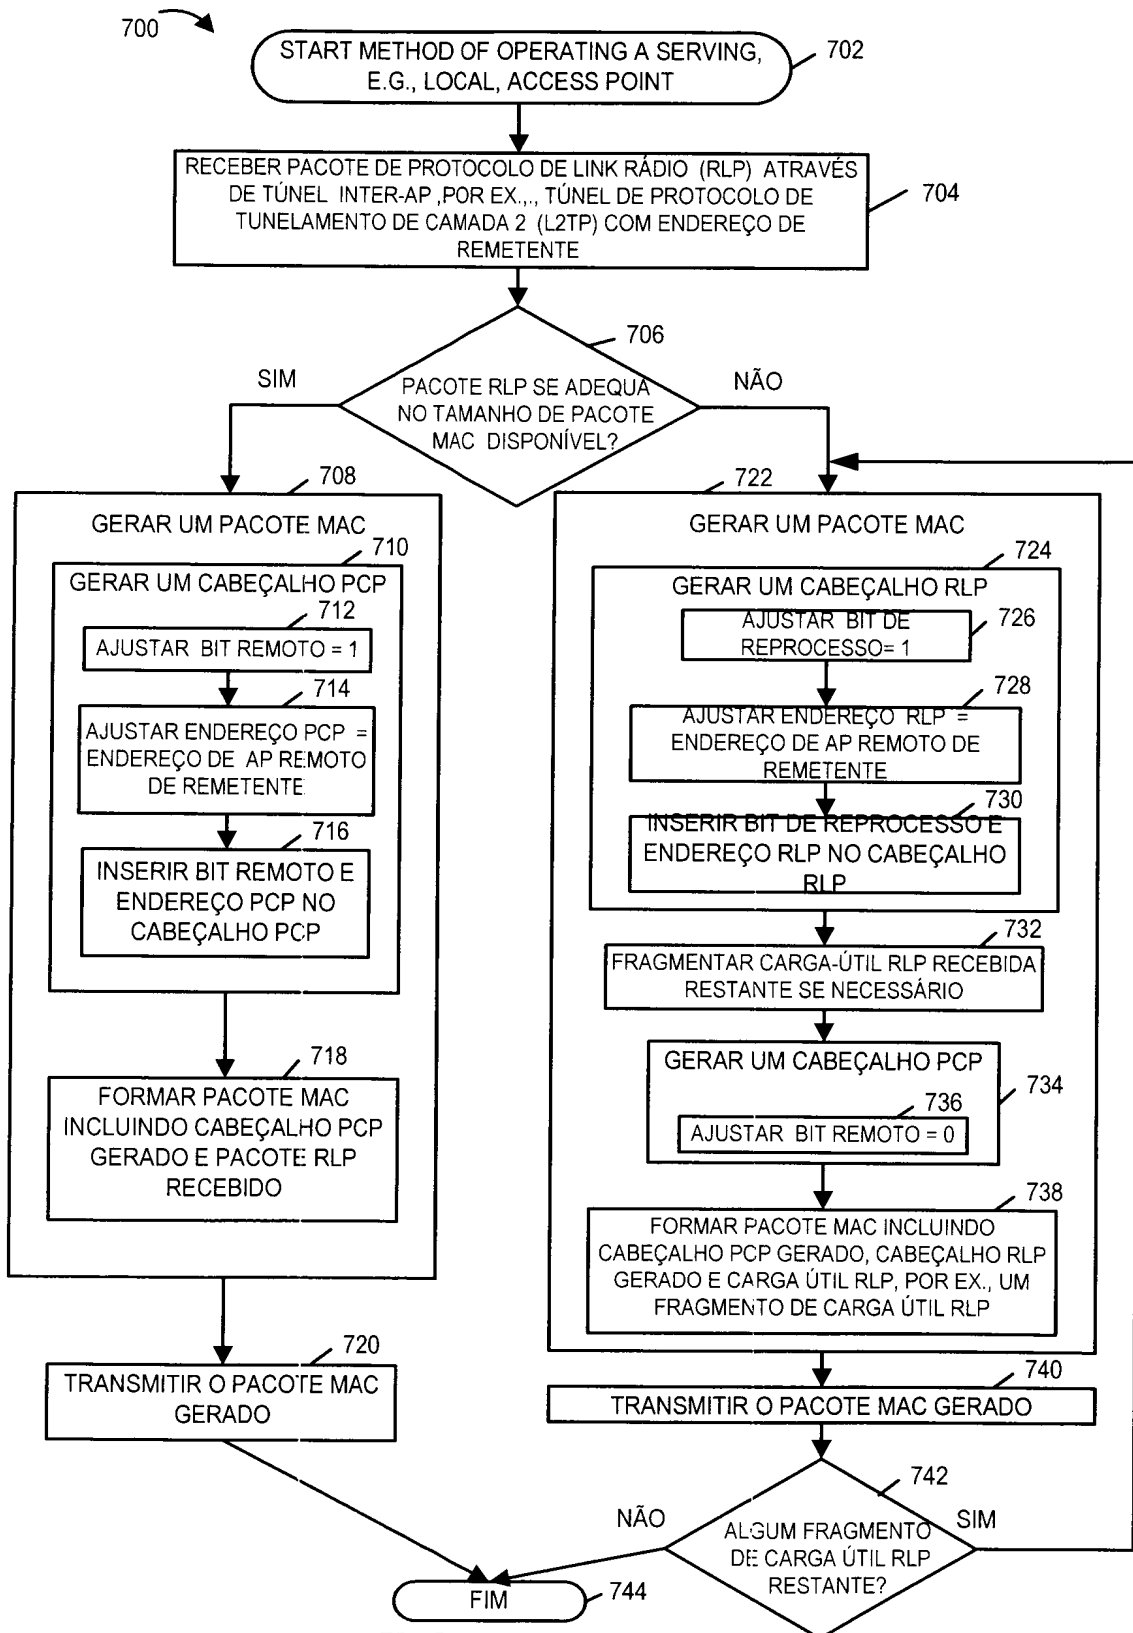 700
START METHOD OF OPERATING A SERVING,
E.G., LOCAL, ACCESS POINT
702
RECEBER PACOTE DE PROTOCOLO DE LINK RÁDIO (RLP) ATRAVÉS
DE TÚNEL INTER-AP ,POR EX.,., TÚNEL DE PROTOCOLO DE
TUNELAMENTO DE CAMADA 2 (L2TP) COM ENDEREÇO DE
REMETENTE
704
706
PACOTE RLP SE ADEQUA
NO TAMANHO DE PACOTE
MAC DISPONÍVEL?
SIM
NÃO
708
GERAR UM PACOTE MAC
710
GERAR UM CABEÇALHO PCP
712
AJUSTAR BIT REMOTO = 1
714
AJUSTAR ENDEREÇO PCP =
ENDEREÇO DE AP REMOTO
DE REMETENTE
716
INSERIR BIT REMOTO E
ENDEREÇO PCP NO
CABEÇALHO PCP
718
FORMAR PACOTE MAC
INCLUINDO CABEÇALHO PCP
GERADO E PACOTE RLP
RECEBIDO
720
TRANSMITIR O PACOTE MAC
GERADO
722
GERAR UM PACOTE MAC
724
GERAR UM CABEÇALHO RLP
AJUSTAR BIT DE
REPROCESSO= 1
726
728
AJUSTAR ENDEREÇO RLP =
ENDEREÇO DE AP REMOTO DE
REMETENTE
730
INSERIR BIT DE REPROCESSO E
ENDEREÇO RLP NO CABEÇALHO
RLP
732
FRAGMENTAR CARGA-ÚTIL RLP RECEBIDA
RESTANTE SE NECESSÁRIO
GERAR UM CABEÇALHO PCP
734
736
AJUSTAR BIT REMOTO = 0
738
FORMAR PACOTE MAC INCLUINDO
CABEÇALHO PCP GERADO, CABEÇALHO RLP
GERADO E CARGA ÚTIL RLP, POR EX., UM
FRAGMENTO DE CARGA ÚTIL RLP
740
TRANSMITIR O PACOTE MAC GERADO
742
NÃO
SIM
ALGUM FRAGMENTO
DE CARGA ÚTIL RLP
RESTANTE?
FIM
744